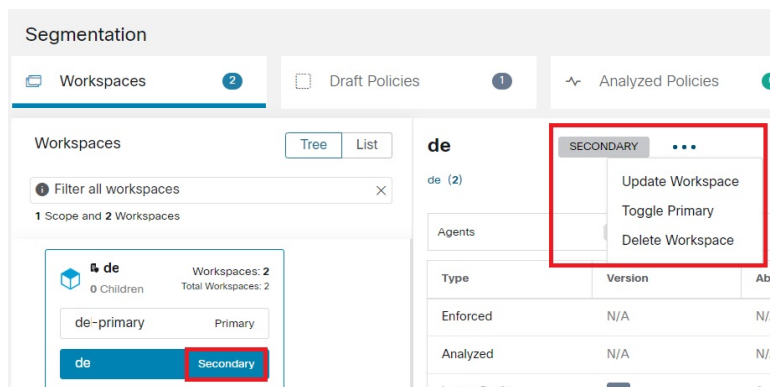 Segmentation
Workspaces 2
Draft Policies 1
Analyzed Policies
Workspaces
Tree List
Filter all workspaces
1 Scope and 2 Workspaces
de
0 Children
Workspaces: 2
Total Workspaces: 2
de-primary Primary
de Secondary
de SECONDARY
de (2)
Update Workspace
Toggle Primary
Delete Workspace
Agents
Type Version Ab
Enforced N/A N/
Analyzed N/A N/